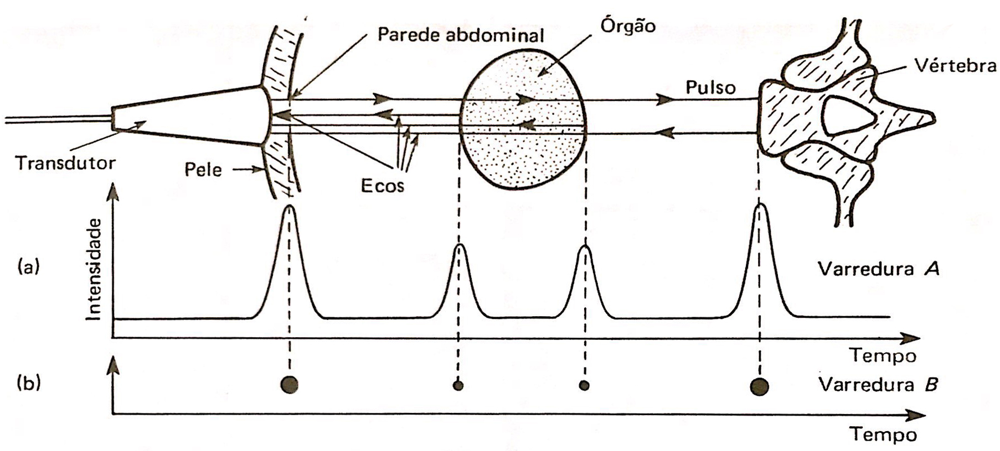 Órgão
Parede abdominal
Vértebra
Pulso
Transdutor
Pele
Ecos
Intensidade
(a)
Varredura A
Tempo
(b)
Varredura B
Tempo